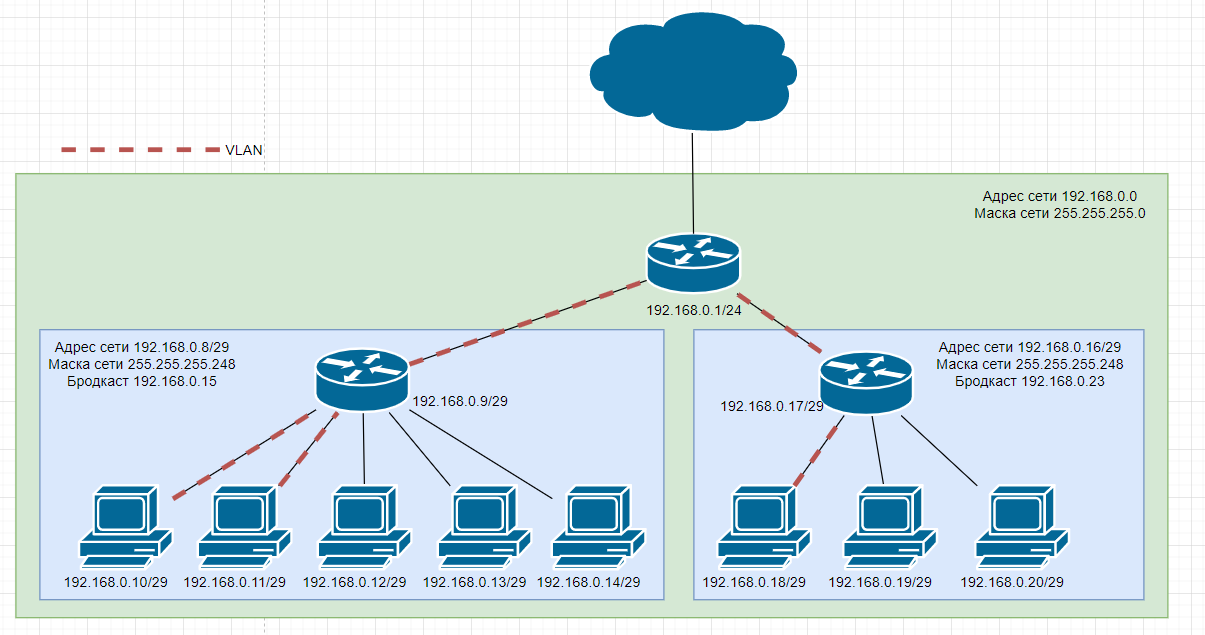 VLAN
Адрес сети 192.168.0.0
Маска сети 255.255.255.0
192.168.0.1/24
Адрес сети 192.168.0.8/29
Маска сети 255.255.255.248
Бродкаст 192.168.0.15
192.168.0.9/29
192.168.0.10/29
192.168.0.11/29
192.168.0.12/29
192.168.0.13/29
192.168.0.14/29
Адрес сети 192.168.0.16/29
Маска сети 255.255.255.248
Бродкаст 192.168.0.23
192.168.0.17/29
192.168.0.18/29
192.168.0.19/29
192.168.0.20/29